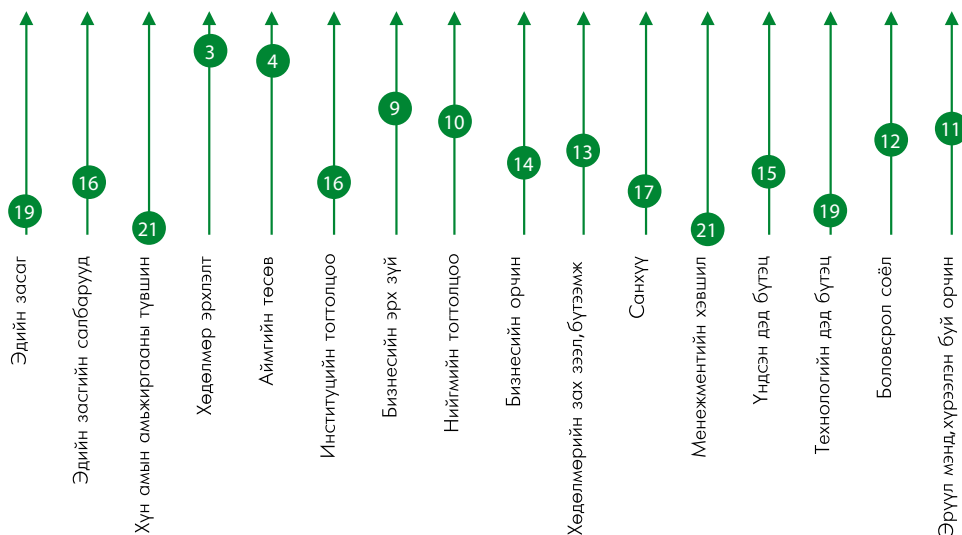 19
16
21
3
4
16
9
10
14
13
17
21
15
19
12
11
Эдийн засаг
Эдийн засгийн салбарууд
Хүн амын амьжиргааны түвшин
Хөдөлмөр эрхлэлт
Аймгийн төсөв
Институцийн тогтолцоо
Бизнесийн эрх зүй
Нийгмийн тогтолцоо
Бизнесийн орчин
Хөдөлмөрийн зах зээл,бүтээмж
Санхүү
Менежментийн хэвшил
Үндсэн дэд бүтэц
Технологийн дэд бүтэц
Боловсрол соёл
Эрүүл мэнд,хүрээлэн буй орчин